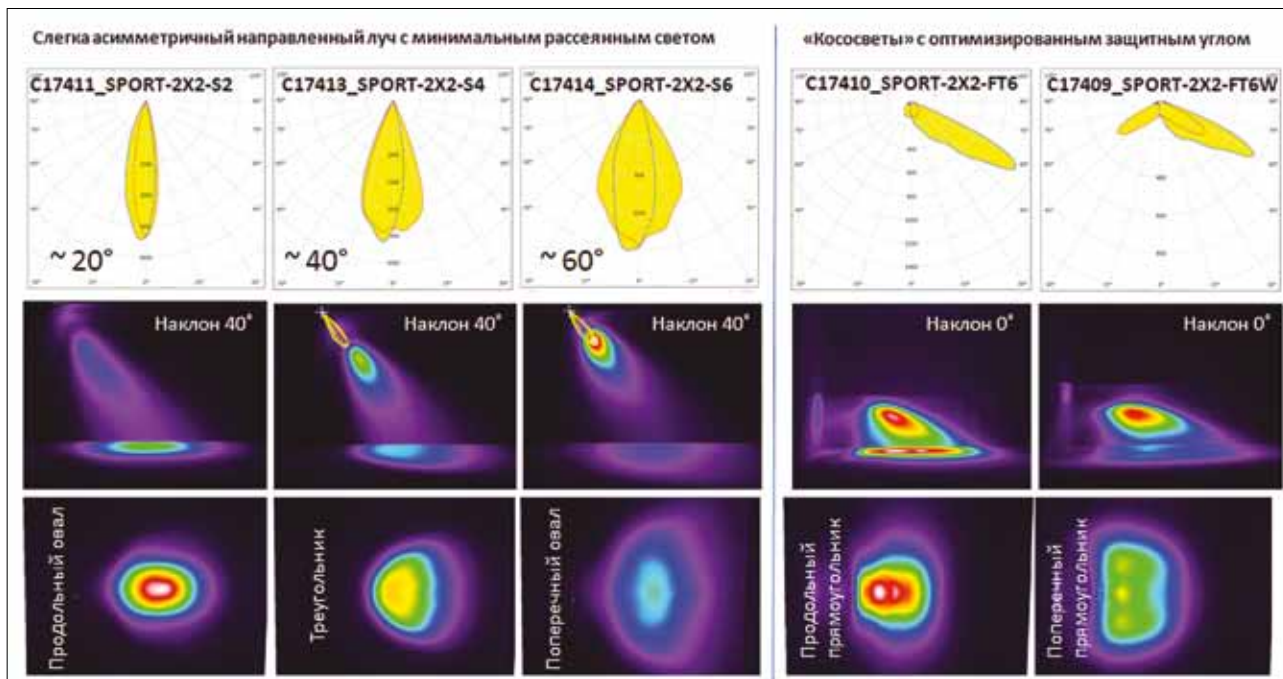 Слегка асимметричный направленный луч с минимальным рассеянным светом
«Кососветы» с оптимизированным защитным углом
C17411_SPORT-2X2-S2
C17413_SPORT-2X2-S4
C17414_SPORT-2X2-S6
C17410_SPORT-2X2-FT6
C17409_SPORT-2X2-FT6W
~20°
~40°
~60°
Наклон 40°
Наклон 40°
Наклон 40°
Наклон 0°
Наклон 0°
Продольный овал
Треугольник
Поперечный овал
Продольный
прямоугольник
Поперечный
прямоугольник